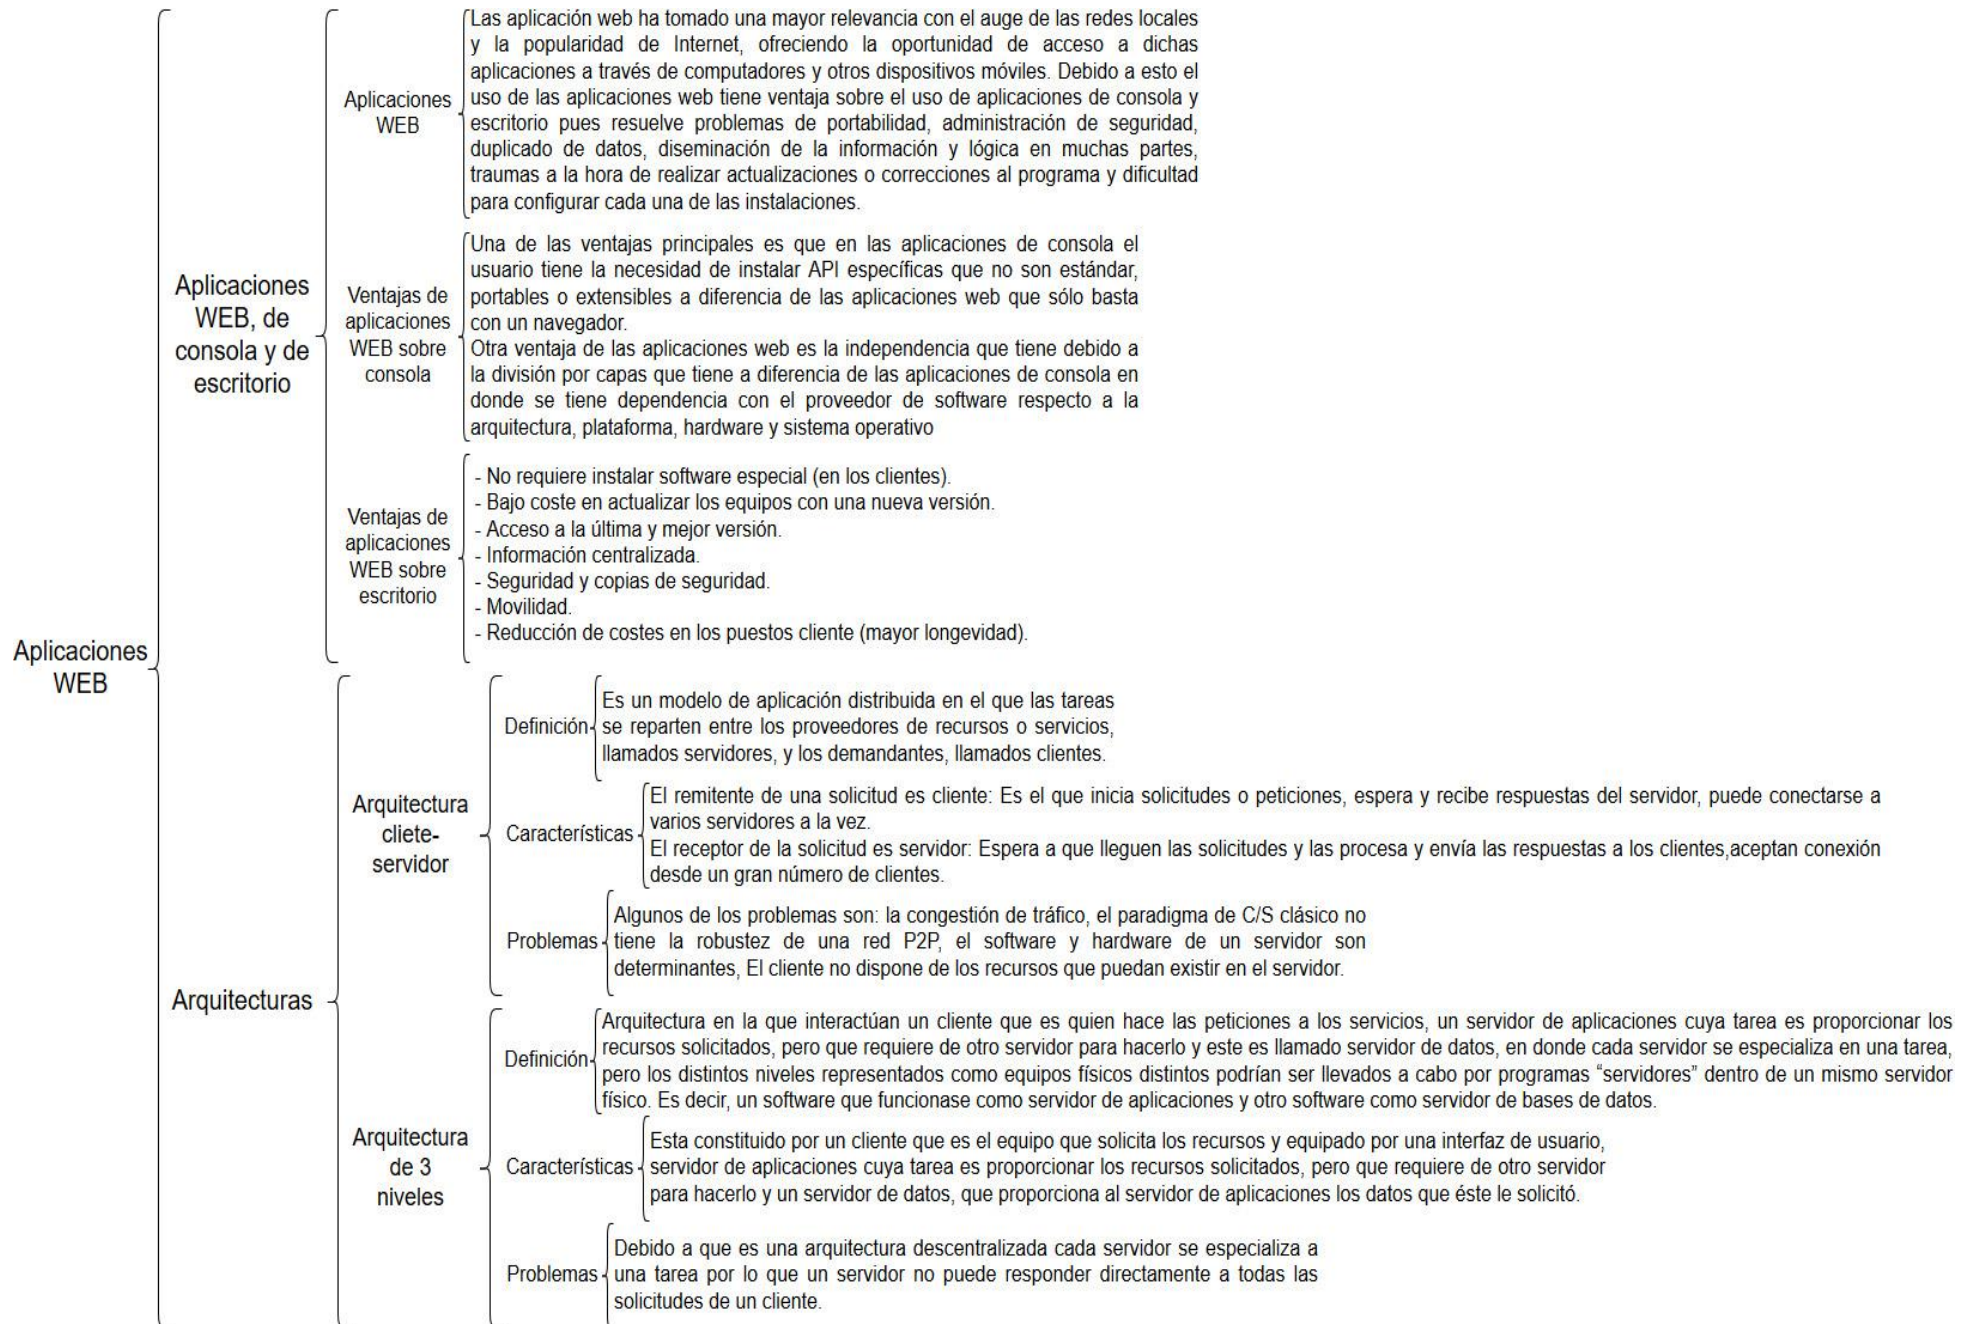 Aplicaciones
WEB
Aplicaciones
WEB, de
consola y de
escritorio
Aplicaciones
WEB
Las aplicación web ha tomado una mayor relevancia con el auge de las redes locales
y la popularidad de Internet, ofreciendo la oportunidad de acceso a dichas
aplicaciones a través de computadores y otros dispositivos móviles. Debido a esto el
uso de las aplicaciones web tiene ventaja sobre el uso de aplicaciones de consola y
escritorio pues resuelve problemas de portabilidad, administración de seguridad,
duplicado de datos, diseminación de la información y lógica en muchas partes,
traumas a la hora de realizar actualizaciones o correcciones al programa y dificultad
para configurar cada una de las instalaciones.
Ventajas de
aplicaciones
WEB sobre
consola
Una de las ventajas principales es que en las aplicaciones de consola el
usuario tiene la necesidad de instalar API específicas que no son estándar,
portables o extensibles a diferencia de las aplicaciones web que sólo basta
con un navegador.
Otra ventaja de las aplicaciones web es la independencia que tiene debido a
la división por capas que tiene a diferencia de las aplicaciones de consola en
donde se tiene dependencia con el proveedor de software respecto a la
arquitectura, plataforma, hardware y sistema operativo
Ventajas de
aplicaciones
WEB sobre
escritorio
- No requiere instalar software especial (en los clientes).
- Bajo coste en actualizar los equipos con una nueva versión.
- Acceso a la última y mejor versión.
- Información centralizada.
- Seguridad y copias de seguridad.
- Movilidad.
- Reducción de costes en los puestos cliente (mayor longevidad).
Arquitecturas
Arquitectura
cliete-
servidor
Definición
Es un modelo de aplicación distribuida en el que las tareas
se reparten entre los proveedores de recursos o servicios,
llamados servidores, y los demandantes, llamados clientes.
Características
El remitente de una solicitud es cliente: Es el que inicia solicitudes o peticiones, espera y recibe respuestas del servidor, puede conectarse a
varios servidores a la vez.
El receptor de la solicitud es servidor: Espera a que lleguen las solicitudes y las procesa y envía las respuestas a los clientes,aceptan conexión
desde un gran número de clientes.
Problemas
Algunos de los problemas son: la congestión de tráfico, el paradigma de C/S clásico no
tiene la robustez de una red P2P, el software y hardware de un servidor son
determinantes, El cliente no dispone de los recursos que puedan existir en el servidor.
Arquitectura
de 3
niveles
Definición
Arquitectura en la que interactúan un cliente que es quien hace las peticiones a los servicios, un servidor de aplicaciones cuya tarea es proporcionar los
recursos solicitados, pero que requiere de otro servidor para hacerlo y este es llamado servidor de datos, en donde cada servidor se especializa en una tarea,
pero los distintos niveles representados como equipos físicos distintos podrían ser llevados a cabo por programas “servidores” dentro de un mismo servidor
físico. Es decir, un software que funcionase como servidor de aplicaciones y otro software como servidor de bases de datos.
Características
Esta constituido por un cliente que es el equipo que solicita los recursos y equipado por una interfaz de usuario,
servidor de aplicaciones cuya tarea es proporcionar los recursos solicitados, pero que requiere de otro servidor
para hacerlo y un servidor de datos, que proporciona al servidor de aplicaciones los datos que éste le solicitó.
Problemas
Debido a que es una arquitectura descentralizada cada servidor se especializa a
una tarea por lo que un servidor no puede responder directamente a todas las
solicitudes de un cliente.